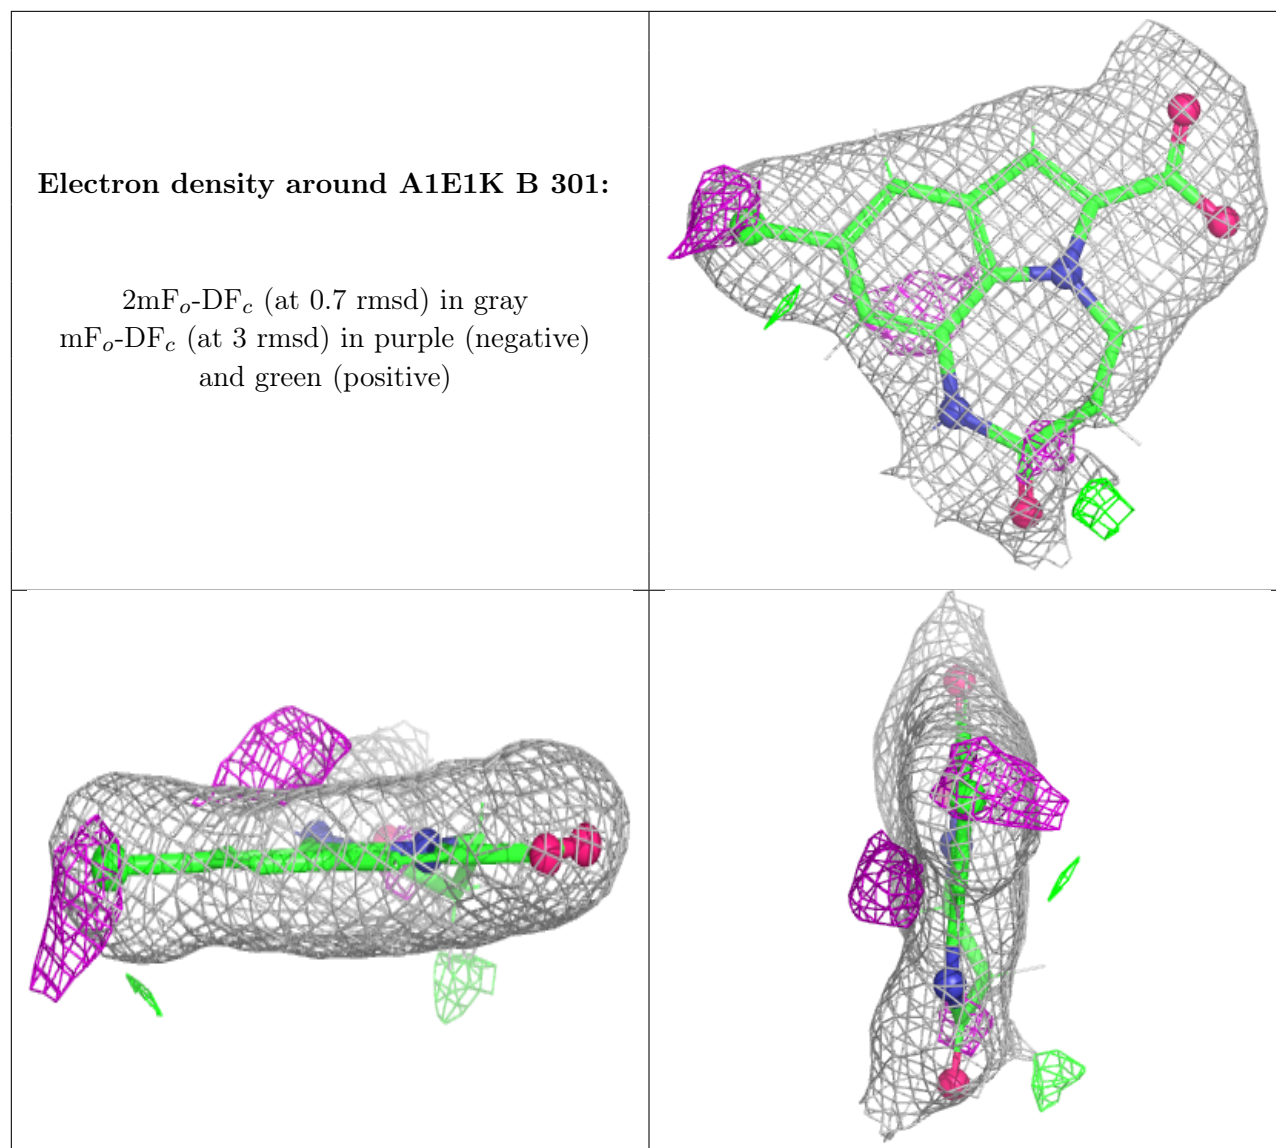 Electron density around A1E1K B 301:
2mFo-DFc (at 0.7 rmsd) in gray
mFo-DFc (at 3 rmsd) in purple (negative)
and green (positive)